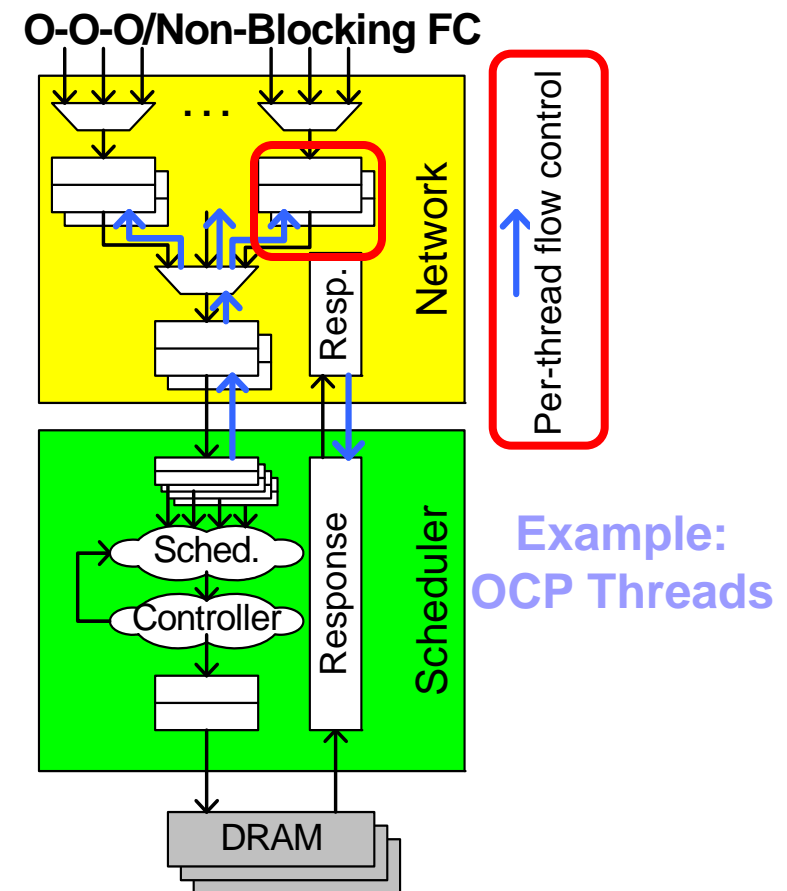 O-O-O/Non-Blocking FC
. . .
Network
Resp.
Per-thread flow control
Sched.
Controller
Response
Scheduler
Example:
OCP Threads
DRAM